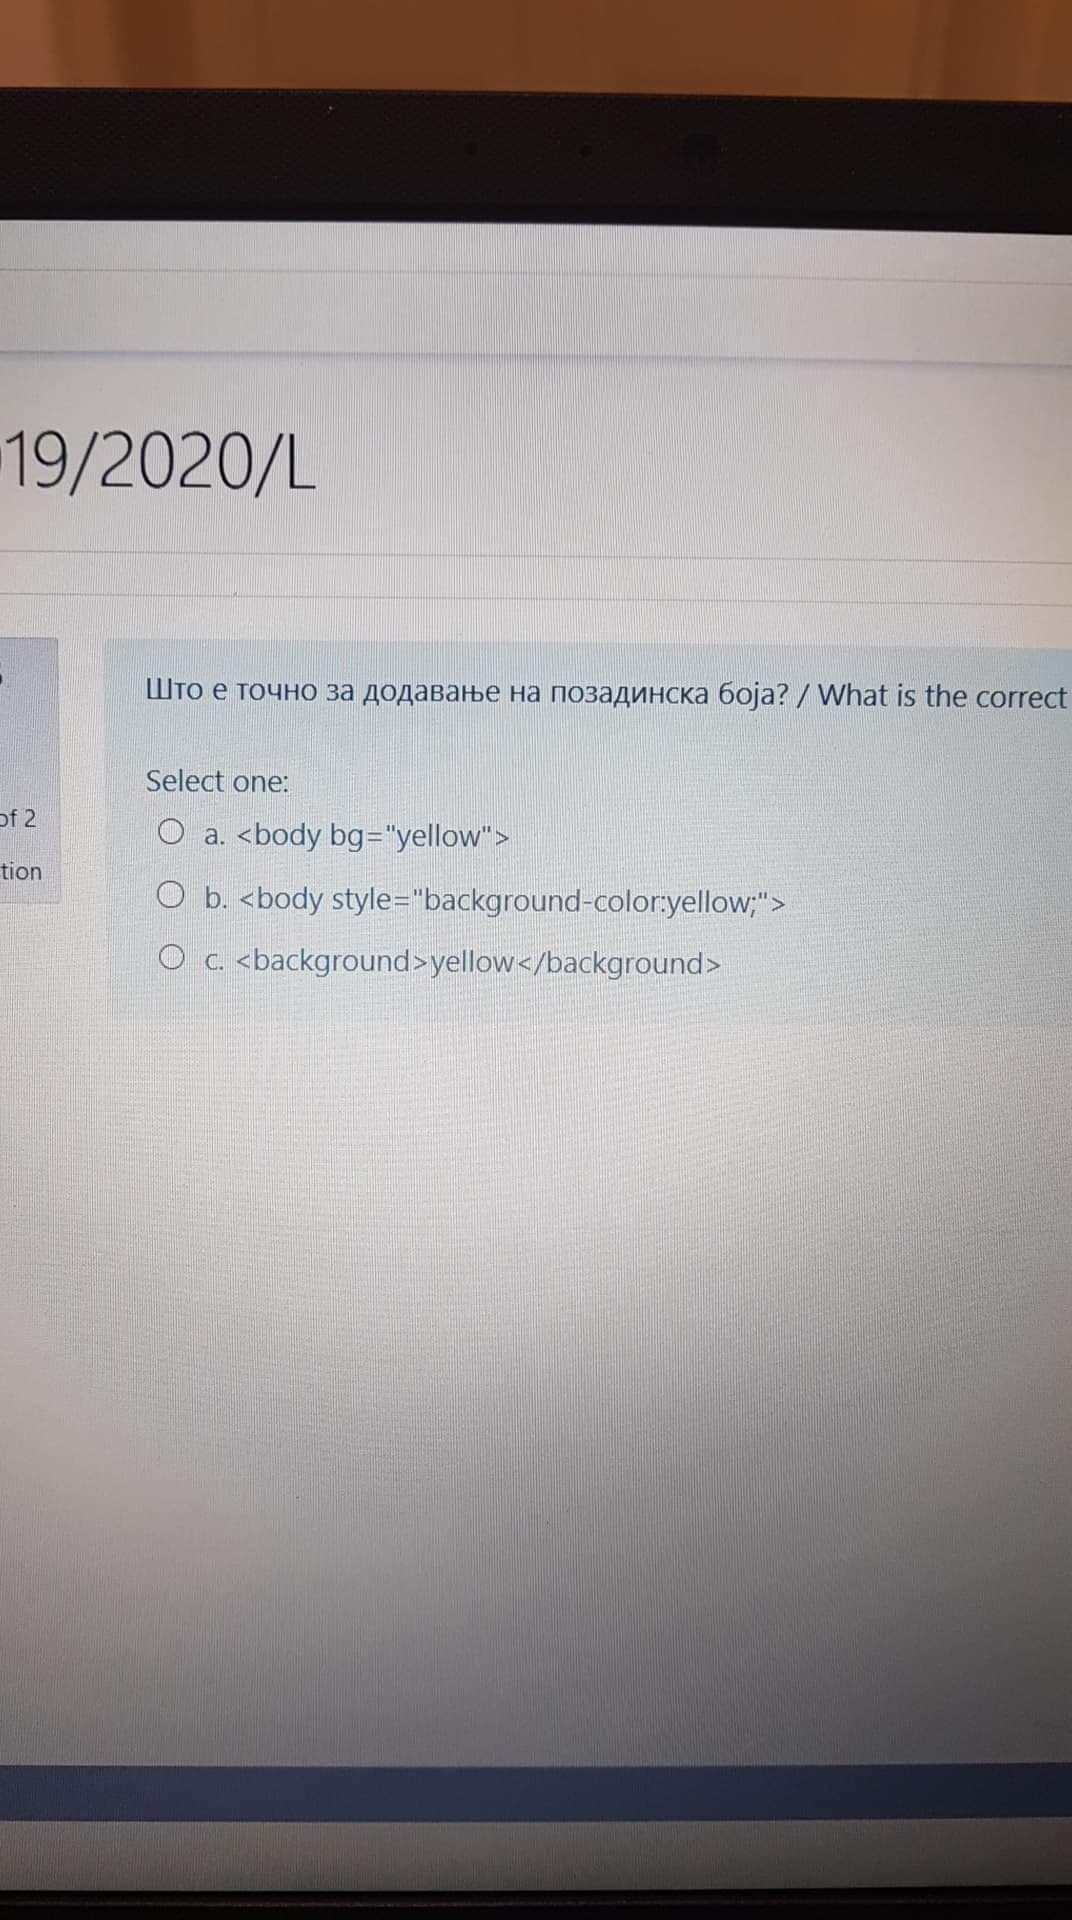 19/2020/L
Што е точно за додавање на позадинска боја? / What is the correct
Select one:
of 2
a. <body bg="yellow">
tion
b. <body style="background-color:yellow;">
c. <background>yellow</background>